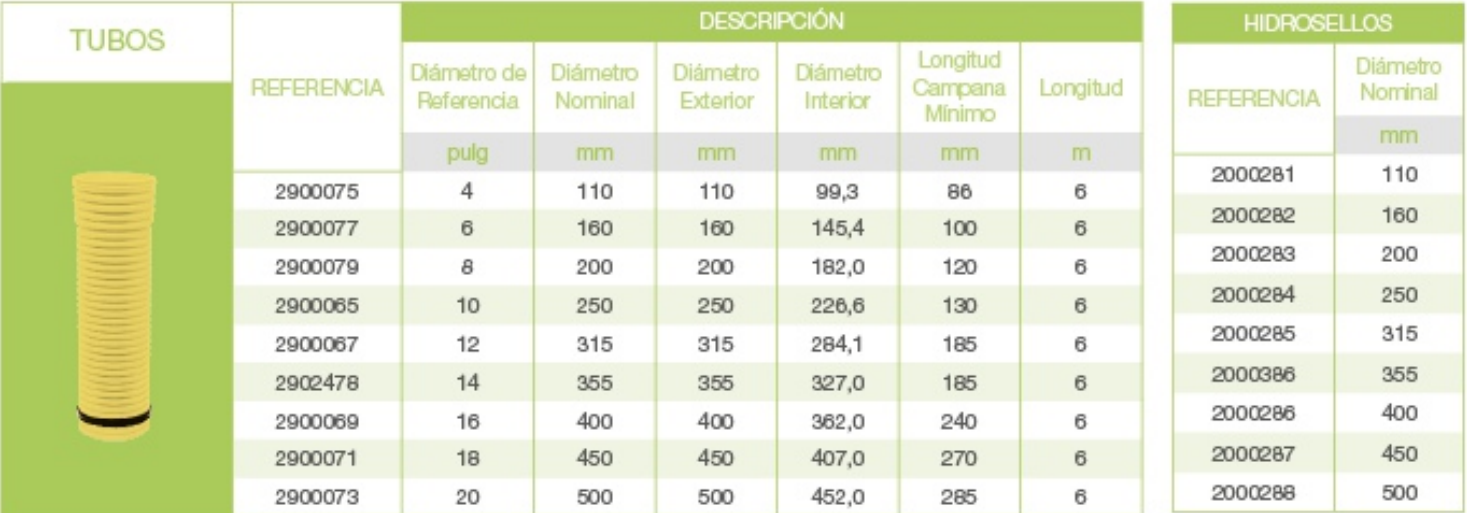 TUBOS
REFERENCIA
DESCRIPCIÓN
Diámetro de Referencia Diámetro Nominal Diámetro Exterior Diámetro Interior Longitud Campana Mínimo Longitud
pulg mm mm mm mm m
2900075 4 110 110 99,3 86 6
2900077 6 160 160 145,4 100 6
2900079 8 200 200 182,0 120 6
2900065 10 250 250 226,6 130 6
2900067 12 315 315 284,1 185 6
2902478 14 355 355 327,0 185 6
2900069 16 400 400 362,0 240 6
2900071 18 450 450 407,0 270 6
2900073 20 500 500 452,0 285 6
HIDROSELLOS
REFERENCIA Diámetro Nominal
mm
2000281 110
2000282 160
2000283 200
2000284 250
2000285 315
2000386 355
2000286 400
2000287 450
2000288 500